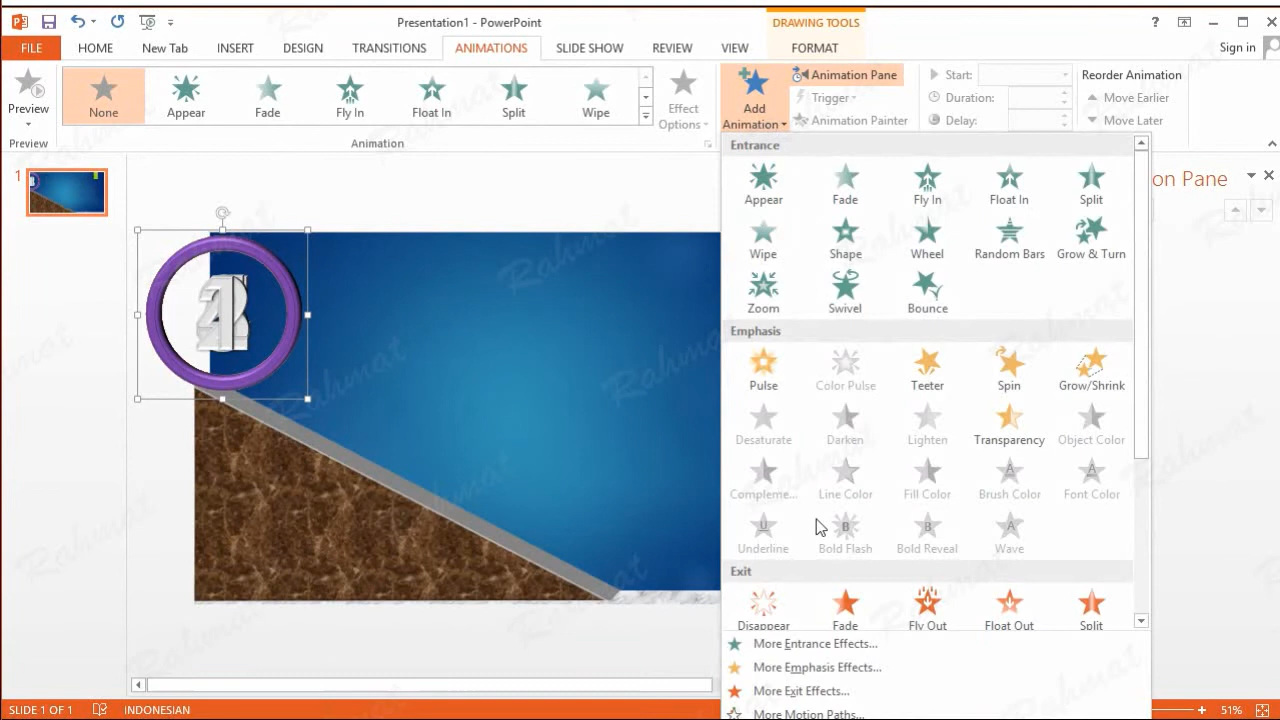 Presentation1 - PowerPoint
DRAWING TOOLS
?
FILE HOME New Tab INSERT DESIGN TRANSITIONS ANIMATIONS SLIDE SHOW REVIEW VIEW FORMAT Sign in
Preview
Preview
None Appear Fade Fly In Float In Split Wipe
Animation
Effect
Options
Add
Animation
Animation Pane
Trigger
Animation Painter
Start:
Duration:
Delay:
Reorder Animation
Move Earlier
Move Later
on Pane
1
Entrance
Appear Fade Fly In Float In Split
Wipe Shape Wheel Random Bars Grow & Turn
Zoom Swivel Bounce
Emphasis
Pulse Color Pulse Teeter Spin Grow/Shrink
Desaturate Darken Lighten Transparency Object Color
Compleme... Line Color Fill Color Brush Color Font Color
Underline Bold Flash Bold Reveal Wave
Exit
Disappear Fade Fly Out Float Out Split
More Entrance Effects...
More Emphasis Effects...
More Exit Effects...
More Motion Paths...
SLIDE 1 OF 1 INDONESIAN
51%
Rahmat